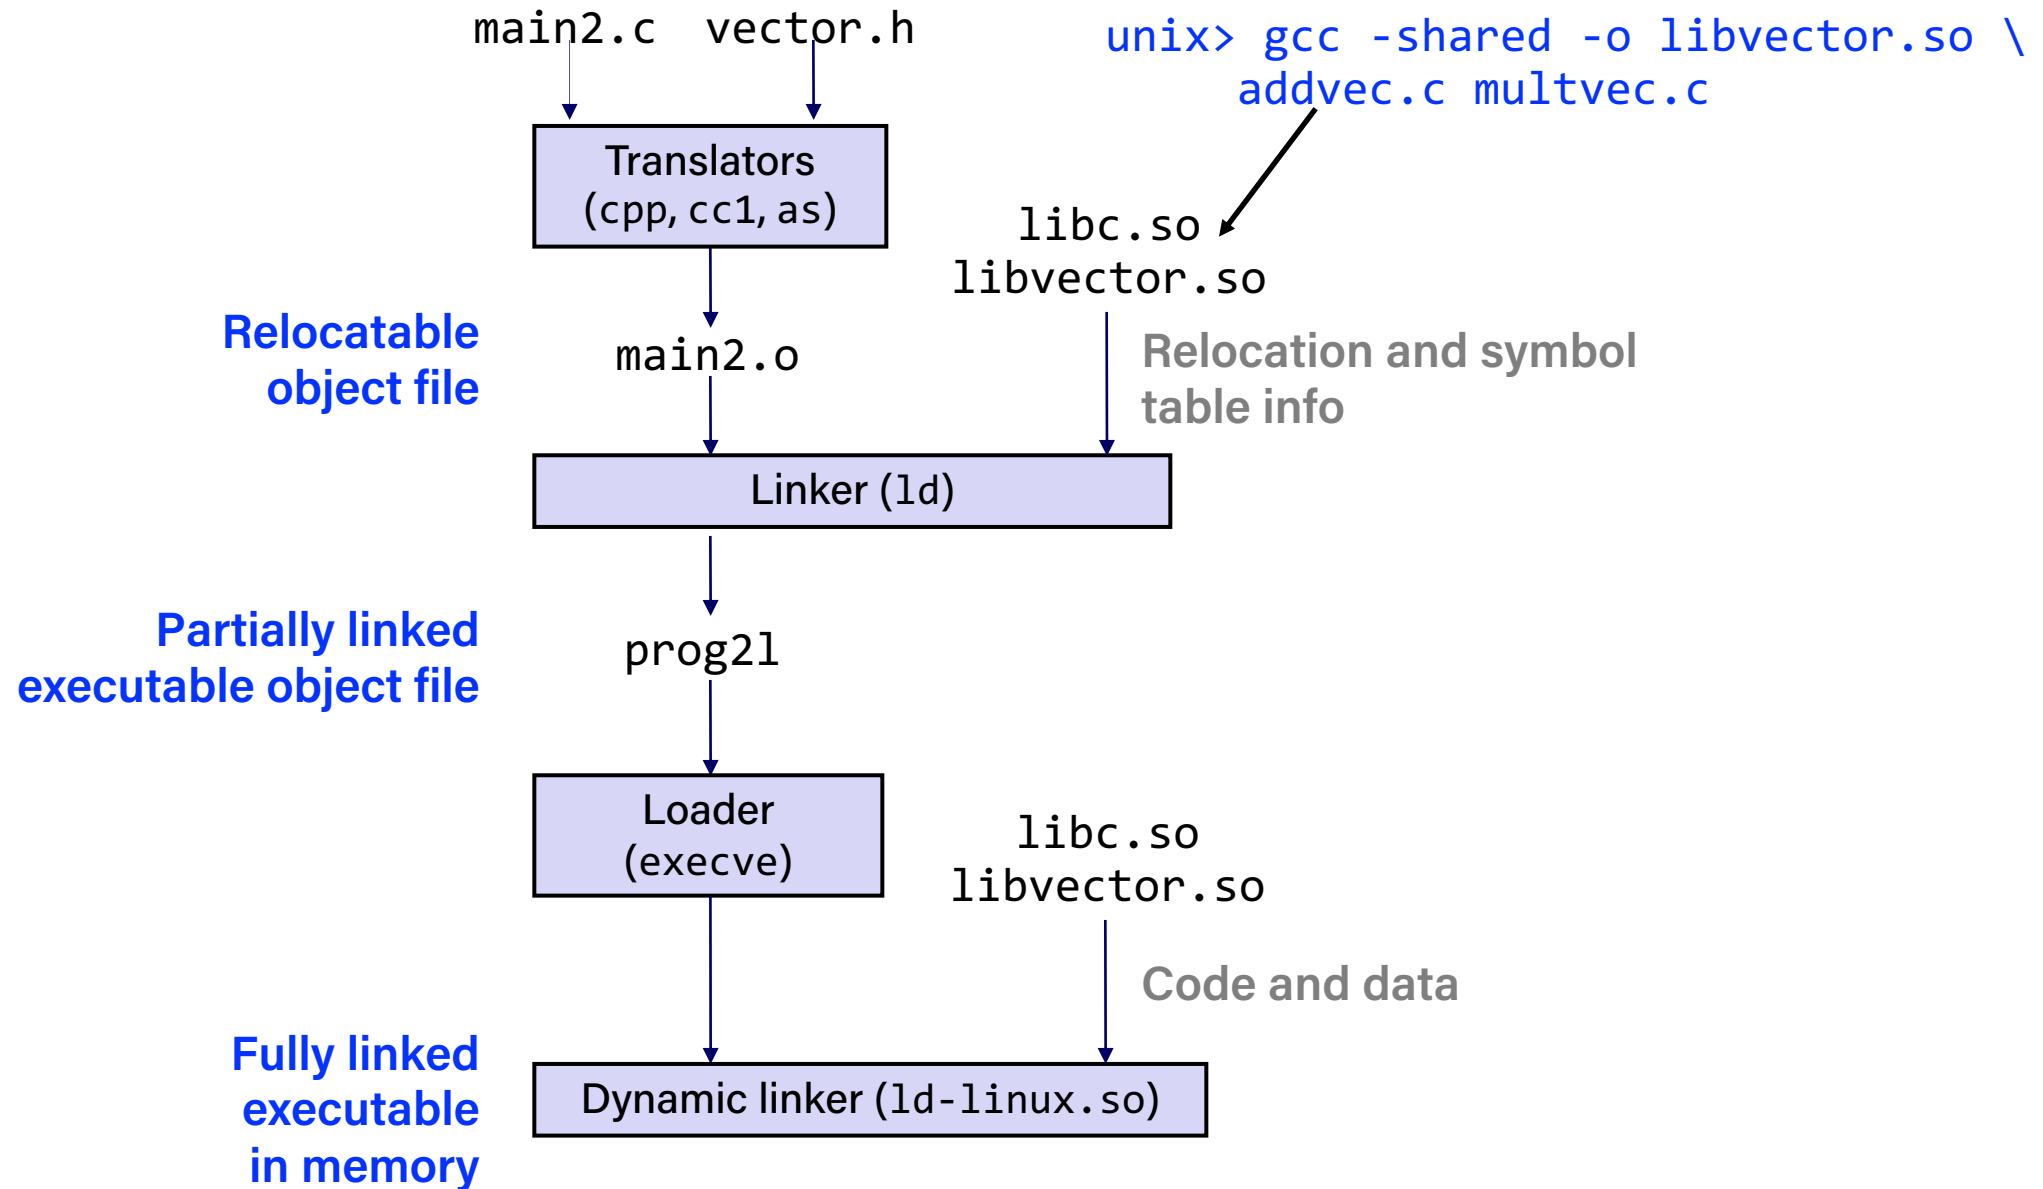 main2.c vector.h
unix> gcc -shared -o libvector.so \
addvec.c multvec.c
Translators
(cpp, cc1, as)
libc.so
libvector.so
Relocatable
object file
main2.o
Relocation and symbol
table info
Linker (ld)
Partially linked
executable object file
prog2l
Loader
(execve)
libc.so
libvector.so
Code and data
Fully linked
executable
in memory
Dynamic linker (ld-linux.so)